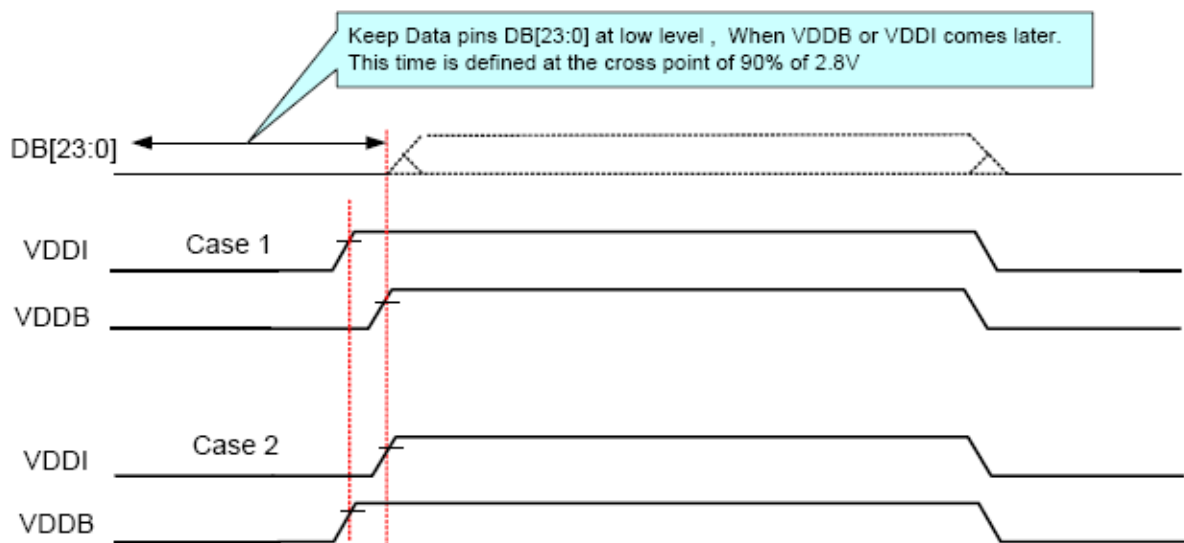 Keep Data pins DB[23:0] at low level , When VDDB or VDDI comes later.
This time is defined at the cross point of 90% of 2.8V
DB[23:0]
VDDI
Case 1
VDDB
VDDI
Case 2
VDDB